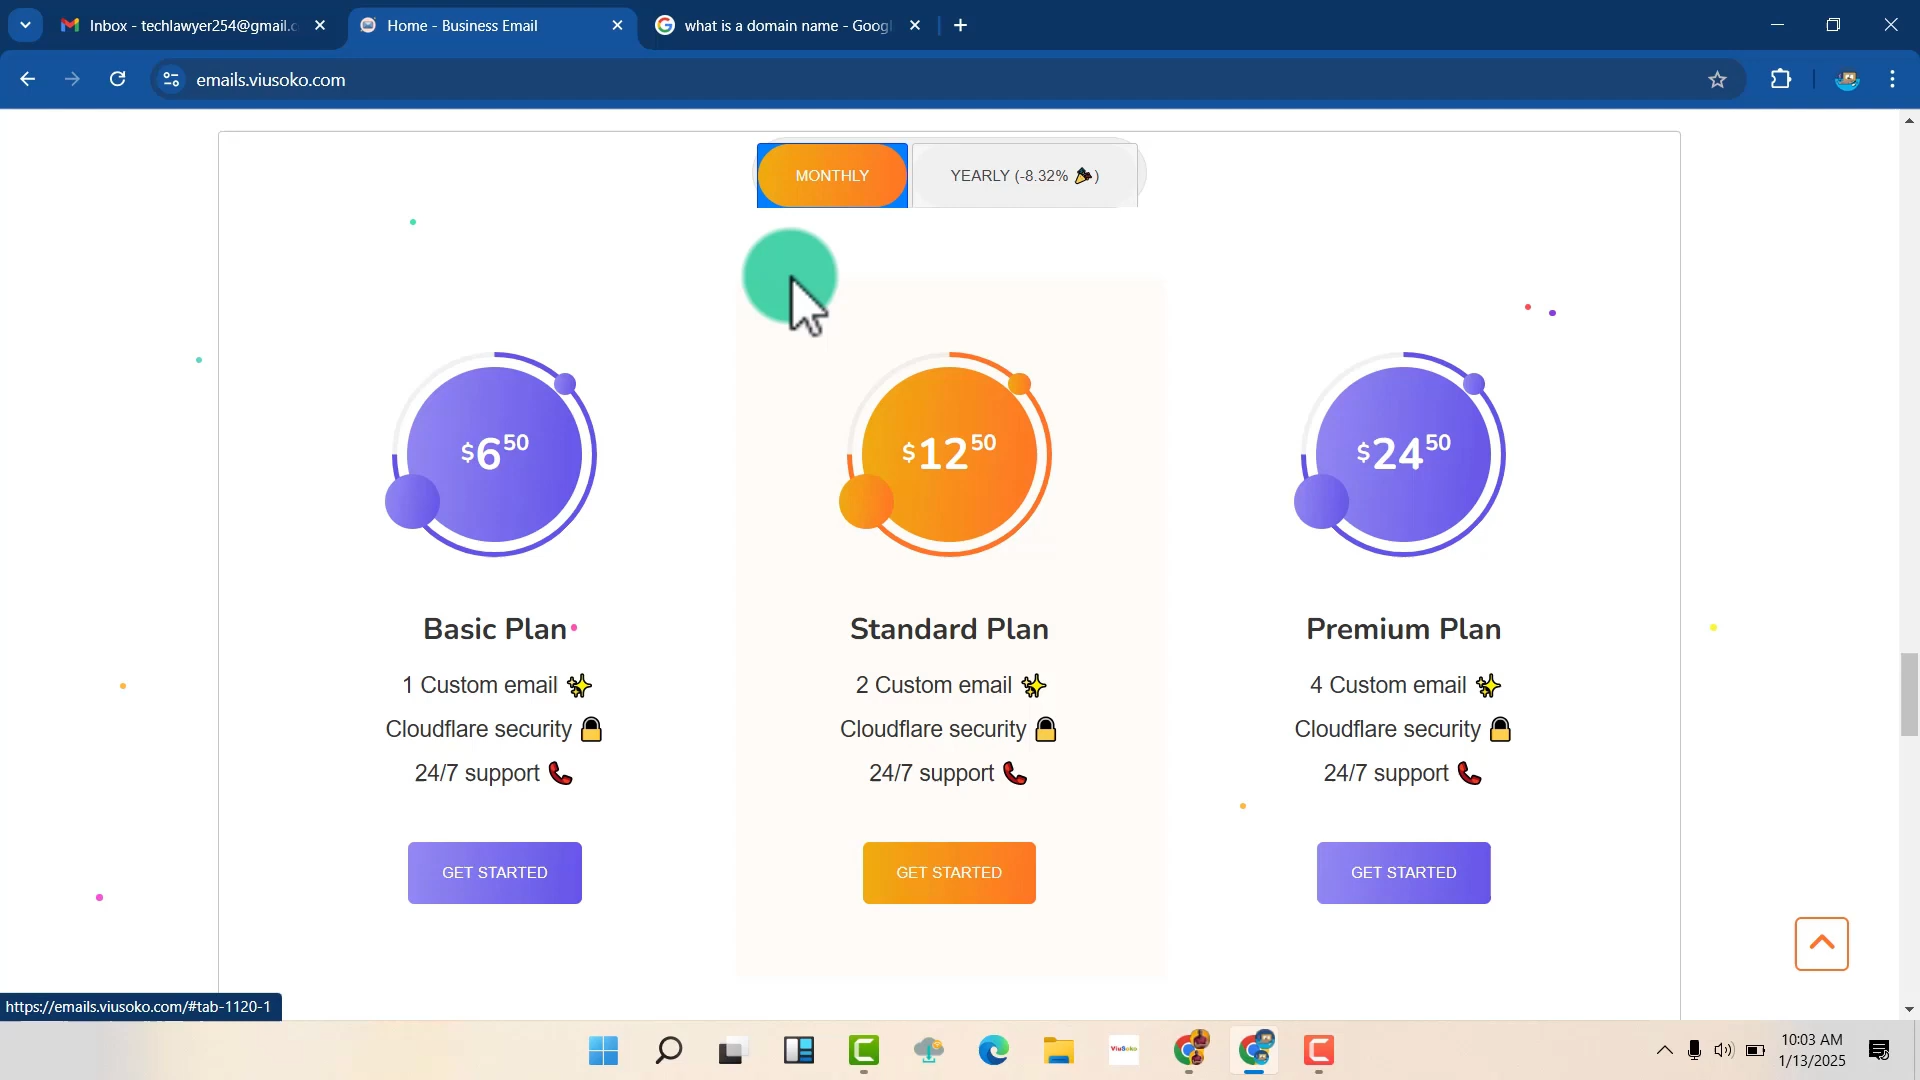 Inbox - techlawyer254@gmail.c
Home - Business Email
what is a domain name - Googl
emails.viusoko.com
MONTHLY
YEARLY (-8.32% 🎉)
$6 50
$12 50
$24 50
Basic Plan
Standard Plan
Premium Plan
1 Custom email ✨
2 Custom email ✨
4 Custom email ✨
Cloudflare security 🔒
Cloudflare security 🔒
Cloudflare security 🔒
24/7 support 📞
24/7 support 📞
24/7 support 📞
GET STARTED
GET STARTED
GET STARTED
https://emails.viusoko.com/#tab-1120-1
ViuSoko
10:03 AM
1/13/2025